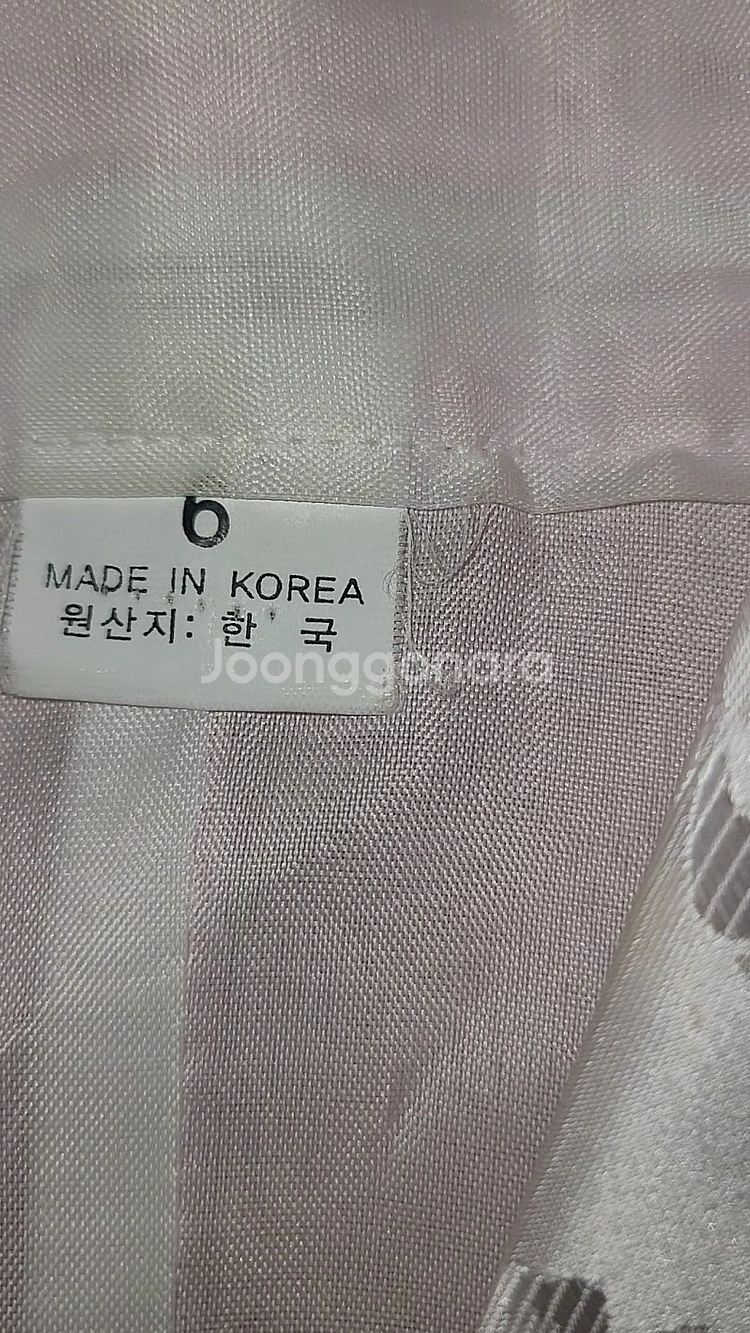 6
MADE IN KOREA
원산지: 한 국
Joonggonara